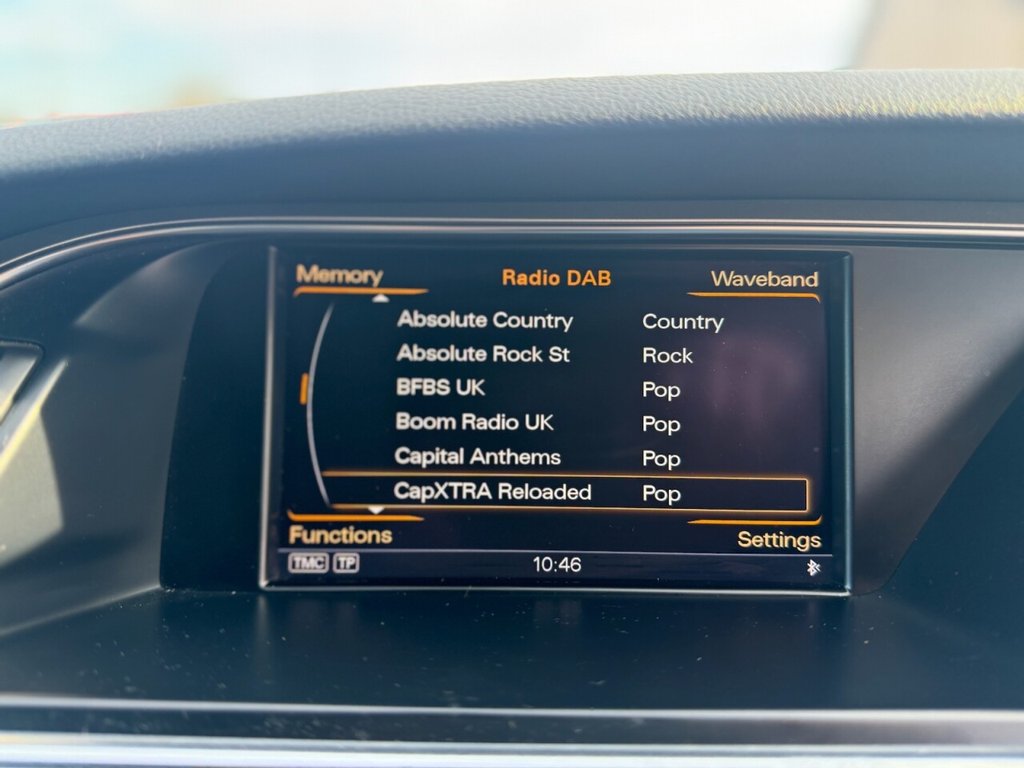 Memory Radio DAB Waveband
Absolute Country Country
Absolute Rock St Rock
BFBS UK Pop
Boom Radio UK Pop
Capital Anthems Pop
CapXTRA Reloaded Pop
Functions Settings
TMC TP 10:46